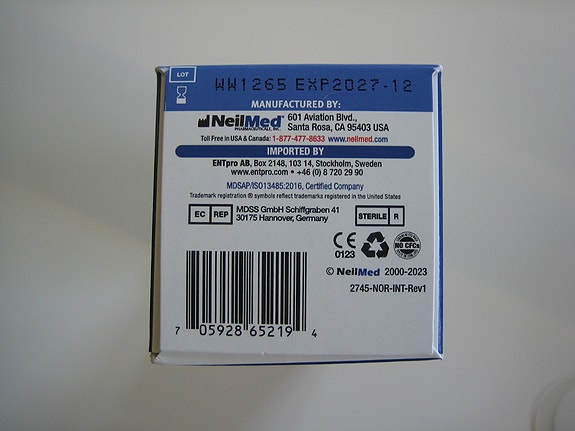 LOT
WW1265 EXP2027-12
MANUFACTURED BY:
NeilMed® 601 Aviation Blvd.,
PHARMACEUTICALS, INC. Santa Rosa, CA 95403 USA
Toll Free in USA & Canada: 1-877-477-8633 www.neilmed.com
IMPORTED BY
ENTpro AB, Box 2148, 103 14, Stockholm, Sweden
www.entpro.com • +46 (0) 8 720 29 90
MDSAP/ISO13485:2016, Certified Company
Trademark registration ® symbols reflect trademark registered in the United States
EC REP MDSS GmbH Schiffgraben 41
30175 Hannover, Germany
STERILE R
CE
0123
NO CFCs
© NeilMed 2000-2023
2745-NOR-INT-Rev1
7 05928 65219 4